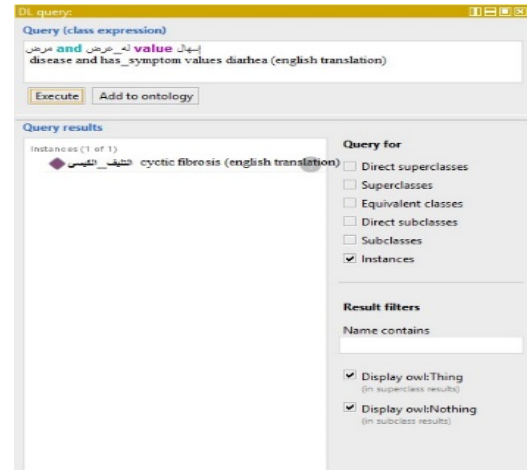 DL query:
Query (class expression)
مرض and له_عرض value إسهال
disease and has_symptom values diarhea (english translation)
Execute
Add to ontology
Query results
Instances (1 of 1)
التليف_الكيسي cyctic fibrosis (english translation)
Query for
Direct superclasses
Superclasses
Equivalent classes
Direct subclasses
Subclasses
Instances
Result filters
Name contains
Display owl:Thing
(in superclass results)
Display owl:Nothing
(in subclass results)